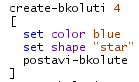 create-bkoluti 4
[
  set color blue
  set shape "star"
  postavi-bkolute
]